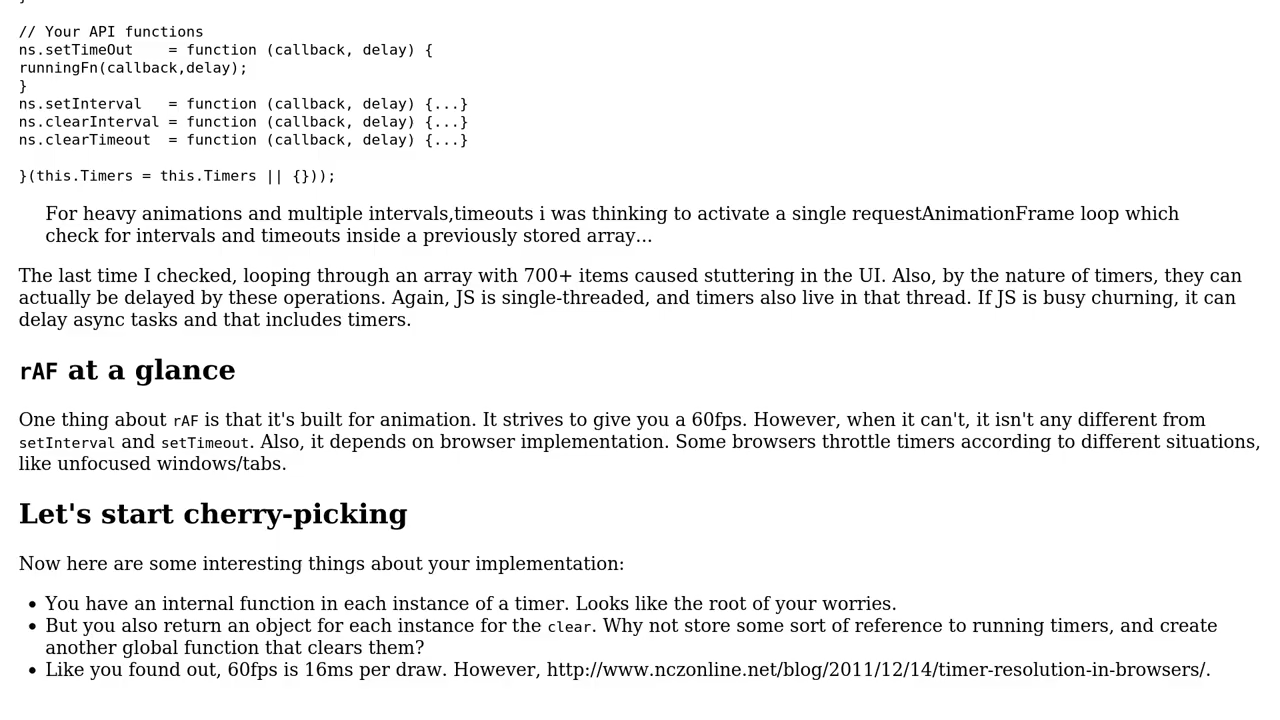 }
// Your API functions
ns.setTimeOut    = function (callback, delay) {
runningFn(callback,delay);
}
ns.setInterval   = function (callback, delay) {...}
ns.clearInterval = function (callback, delay) {...}
ns.clearTimeout  = function (callback, delay) {...}
}(this.Timers = this.Timers || {}));
For heavy animations and multiple intervals,timeouts i was thinking to activate a single requestAnimationFrame loop which
check for intervals and timeouts inside a previously stored array...
The last time I checked, looping through an array with 700+ items caused stuttering in the UI. Also, by the nature of timers, they can
actually be delayed by these operations. Again, JS is single-threaded, and timers also live in that thread. If JS is busy churning, it can
delay async tasks and that includes timers.
rAF at a glance
One thing about rAF is that it's built for animation. It strives to give you a 60fps. However, when it can't, it isn't any different from
setInterval and setTimeout. Also, it depends on browser implementation. Some browsers throttle timers according to different situations,
like unfocused windows/tabs.
Let's start cherry-picking
Now here are some interesting things about your implementation:
• You have an internal function in each instance of a timer. Looks like the root of your worries.
• But you also return an object for each instance for the clear. Why not store some sort of reference to running timers, and create
another global function that clears them?
• Like you found out, 60fps is 16ms per draw. However, http://www.nczonline.net/blog/2011/12/14/timer-resolution-in-browsers/.